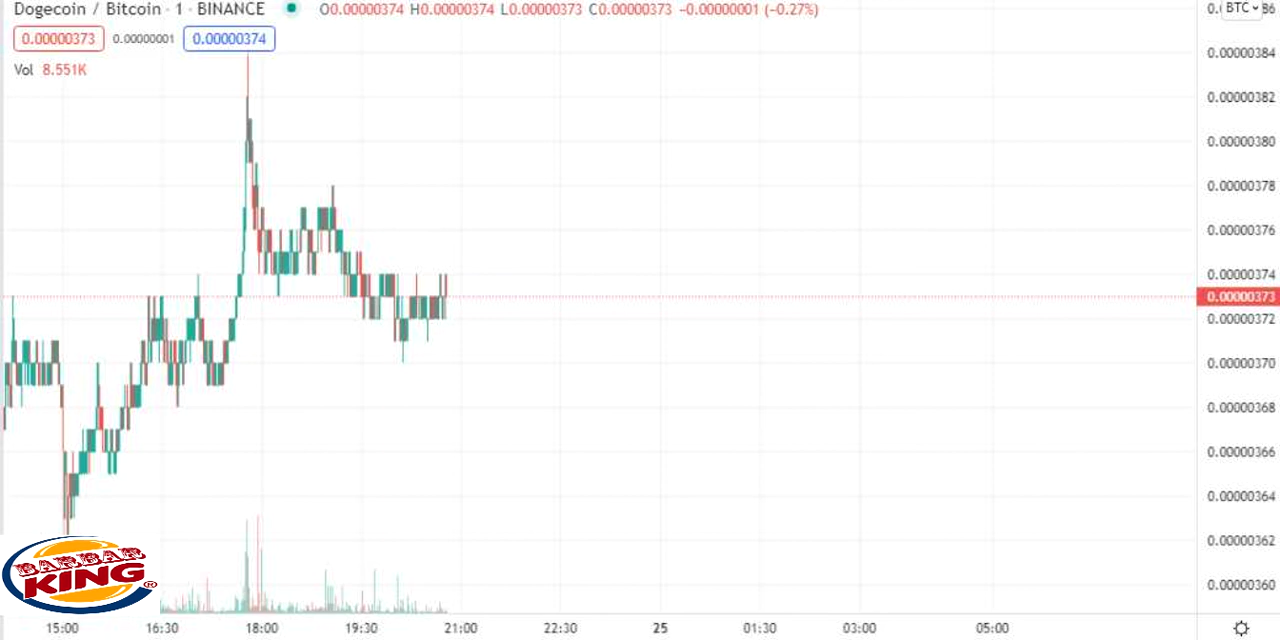 Dogecoin / Bitcoin · 1 · BINANCE O0.00000374 H0.00000374 L0.00000373 C0.00000373 −0.00000001 (−0.27%)
0.00000373 0.00000001 0.00000374
Vol 8.551K
BTC
0.00000384
0.00000382
0.00000380
0.00000378
0.00000376
0.00000374
0.00000373
0.00000372
0.00000370
0.00000368
0.00000366
0.00000364
0.00000362
0.00000360
BARBAR
KING®
15:00 16:30 18:00 19:30 21:00 22:30 25 01:30 03:00 05:00